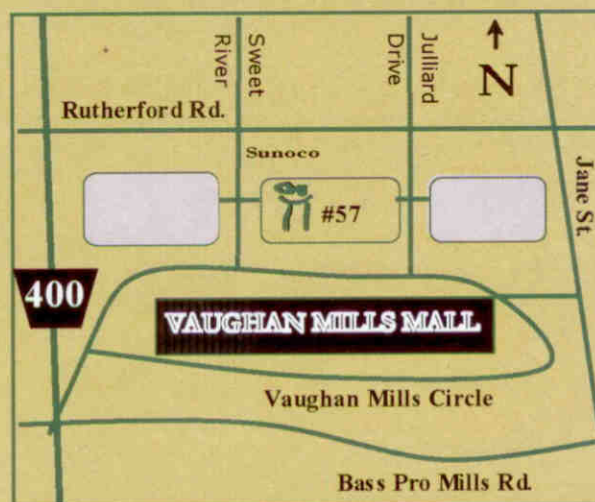 River
Sweet
Drive
Julliard
N
Rutherford Rd.
Sunoco
#57
Jane St.
400
VAUGHAN MILLS MALL
Vaughan Mills Circle
Bass Pro Mills Rd.